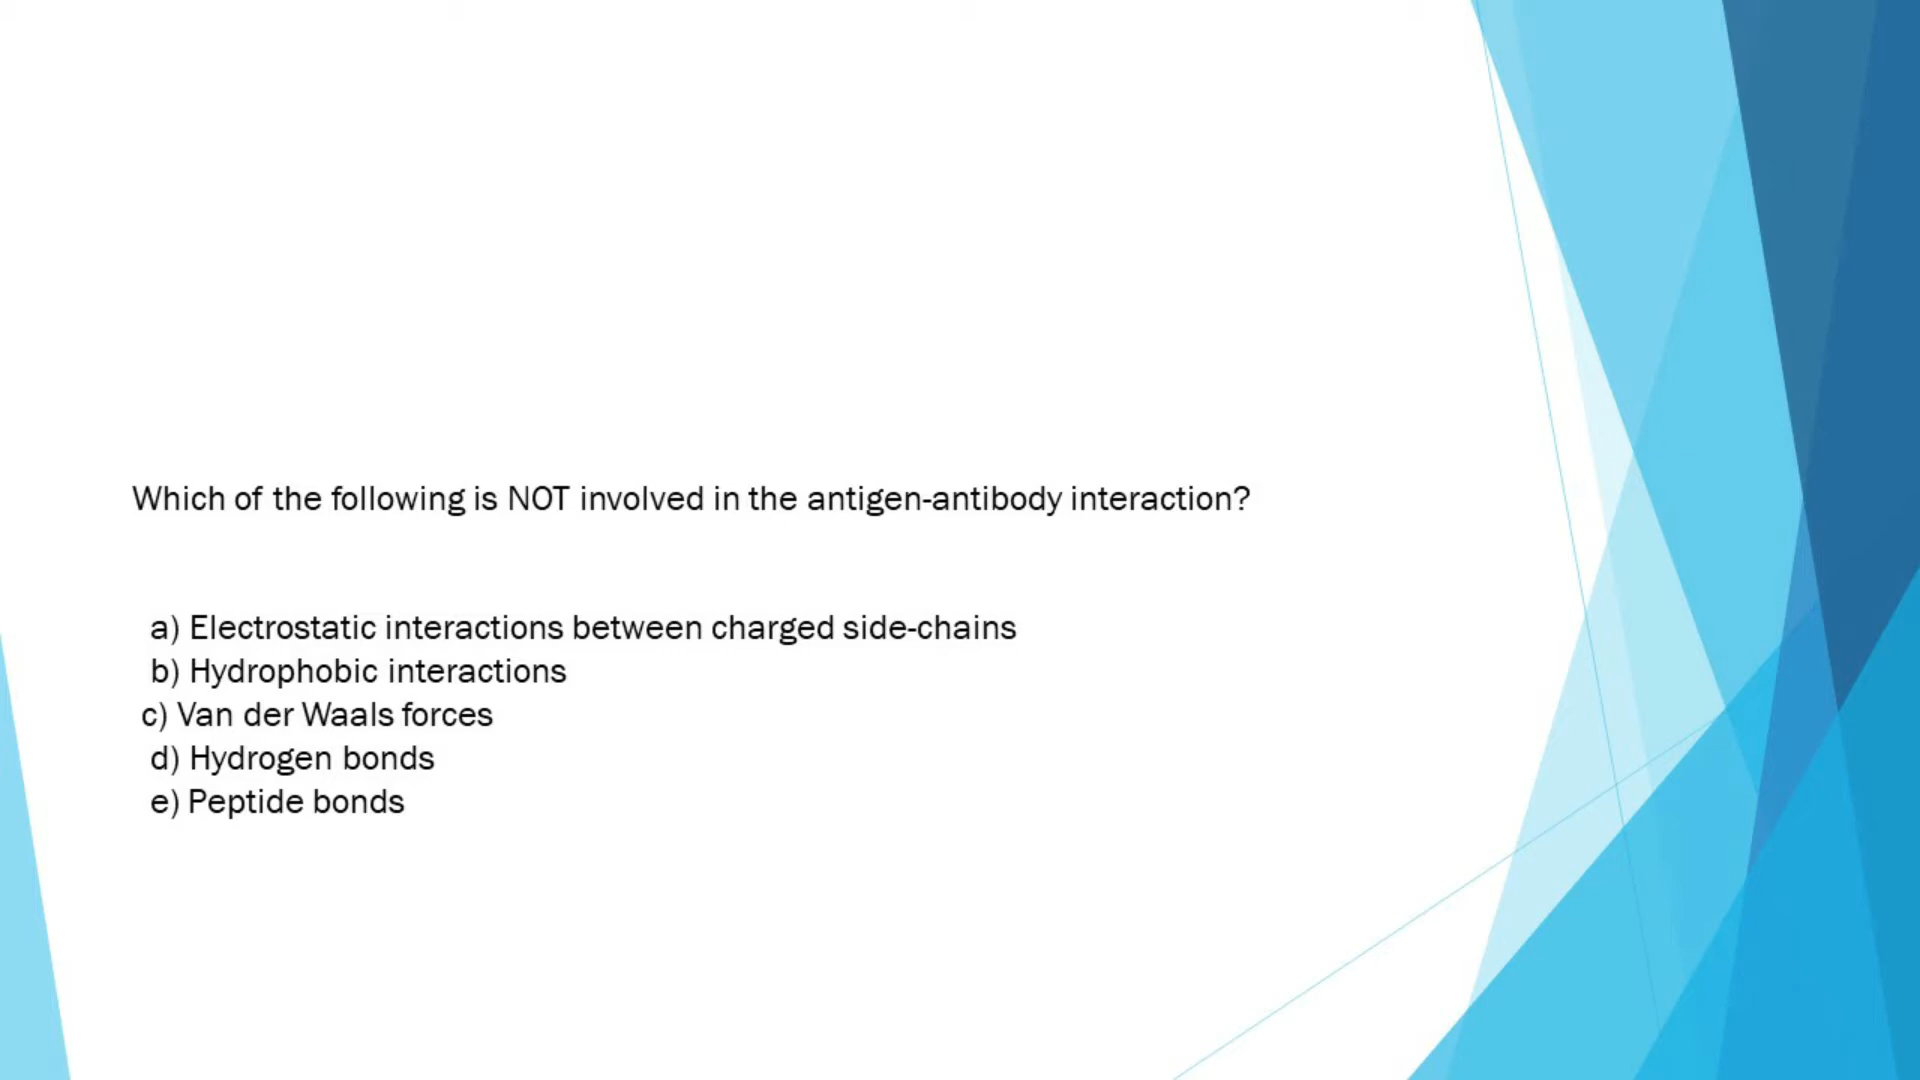 Which of the following is NOT involved in the antigen-antibody interaction?
a) Electrostatic interactions between charged side-chains
b) Hydrophobic interactions
c) Van der Waals forces
d) Hydrogen bonds
e) Peptide bonds